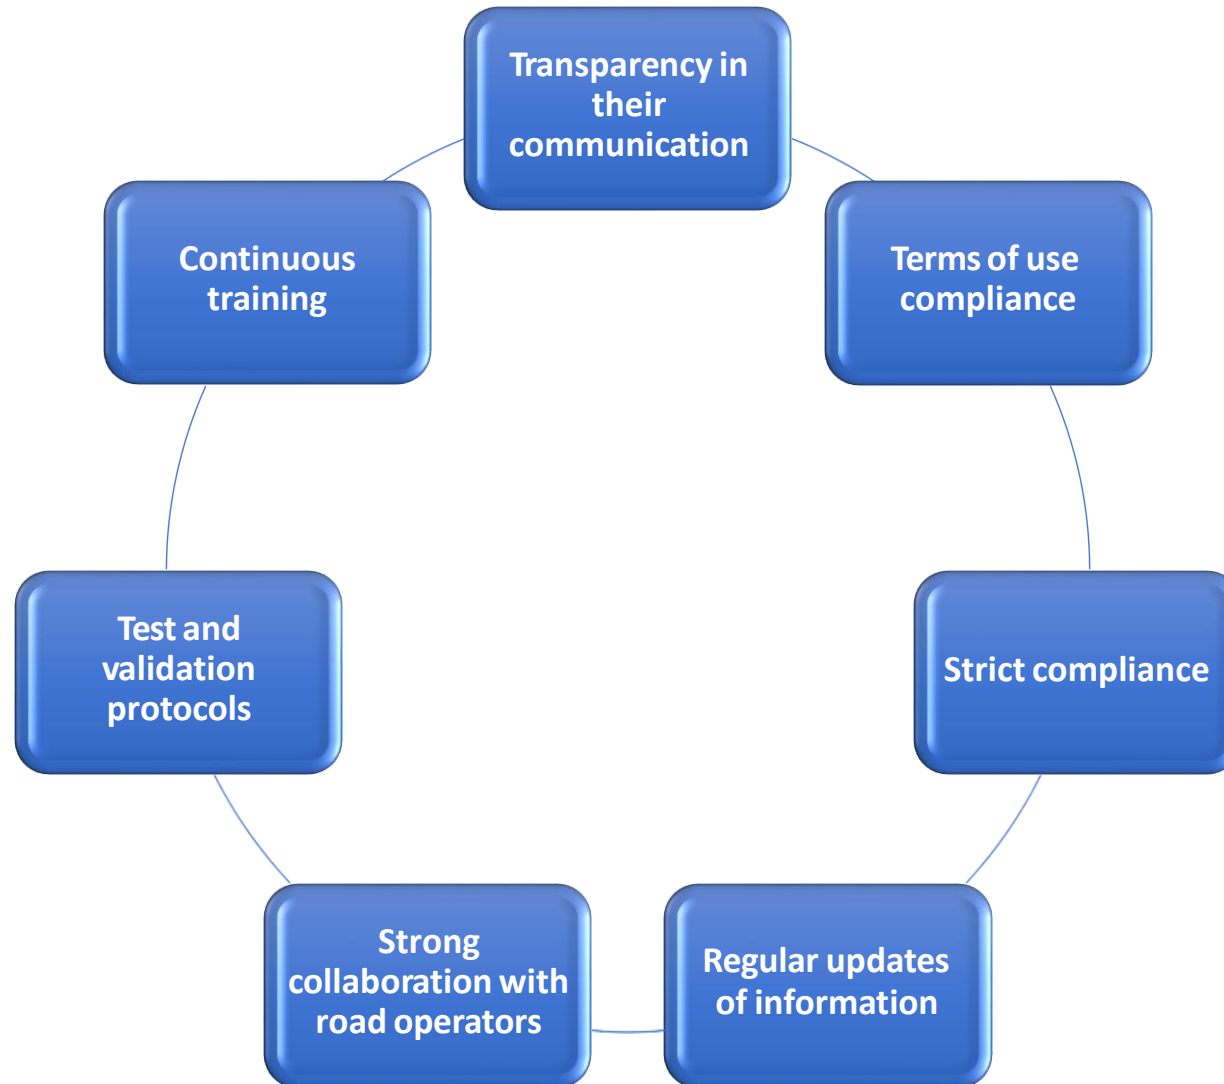 Transparency in
their
communication
Terms of use
compliance
Strict compliance
Regular updates
of information
Strong
collaboration with
road operators
Test and
validation
protocols
Continuous
training